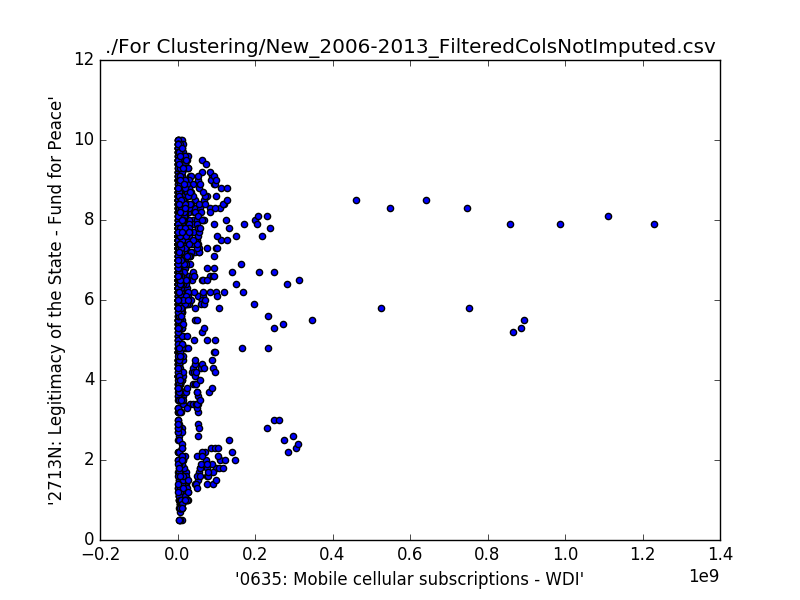 ./For Clustering/New_2006-2013_FilteredColsNotImputed.csv
12
10
8
6
4
2
0
'2713N: Legitimacy of the State - Fund for Peace'
−0.2 0.0 0.2 0.4 0.6 0.8 1.0 1.2 1.4
1e9
'0635: Mobile cellular subscriptions - WDI'